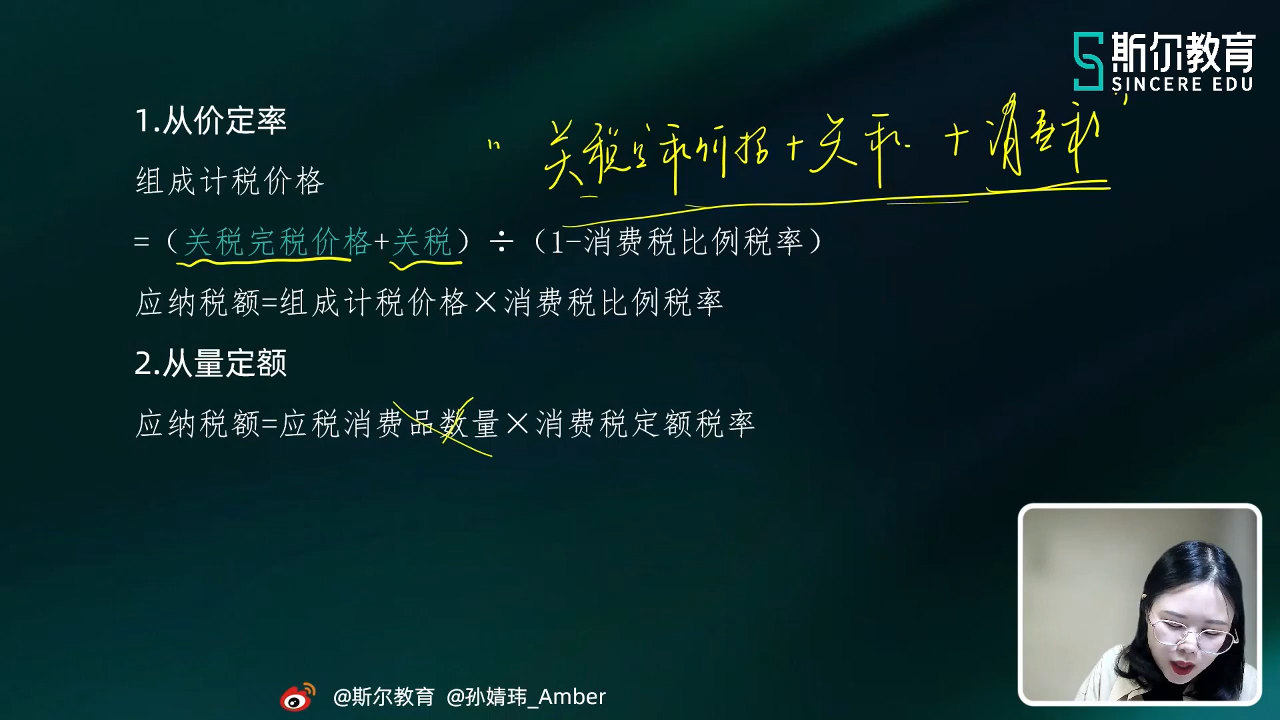 斯尔教育
SINCERE EDU
1.从价定率
“关税完税价格+关税+消费税”
组成计税价格
=（关税完税价格+关税）÷（1-消费税比例税率）
应纳税额=组成计税价格×消费税比例税率
2.从量定额
应纳税额=应税消费品数量×消费税定额税率
@斯尔教育 @孙婧玮_Amber